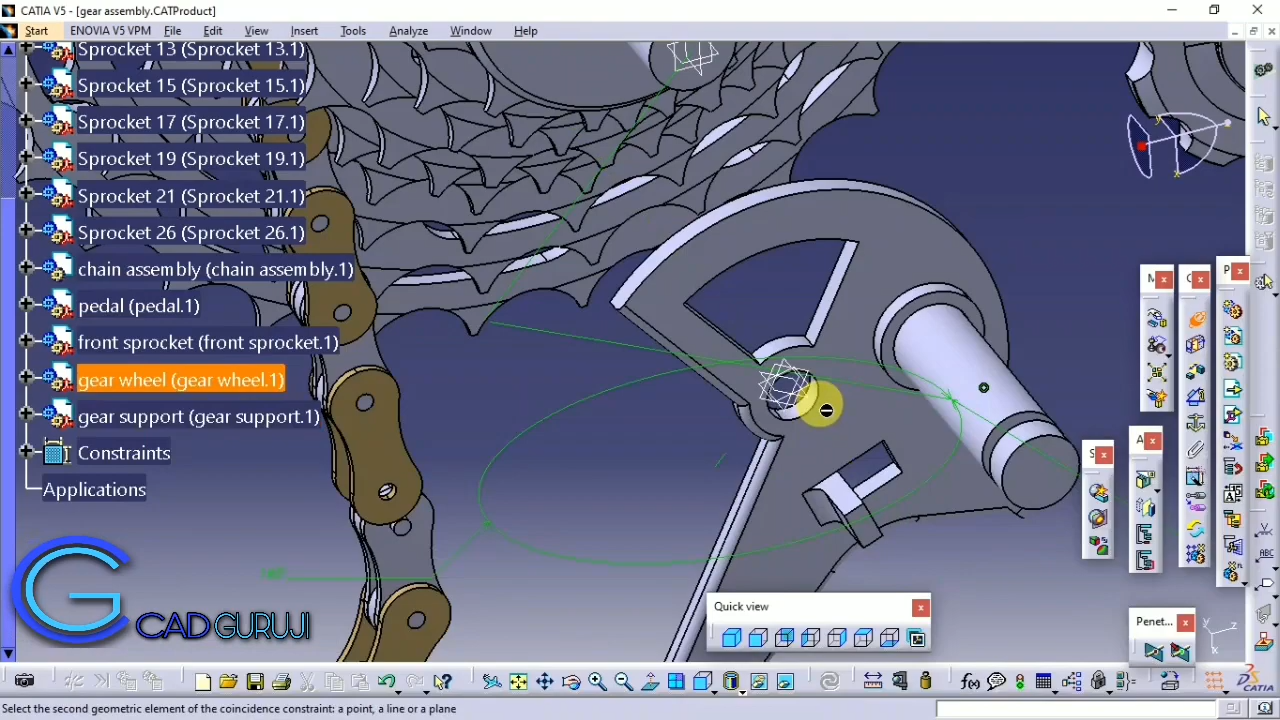 CATIA V5 - [gear assembly.CATProduct]
Start ENOVIA V5 VPM File Edit View Insert Tools Analyze Window Help
Sprocket 13 (Sprocket 13.1)
Sprocket 15 (Sprocket 15.1)
Sprocket 17 (Sprocket 17.1)
Sprocket 19 (Sprocket 19.1)
Sprocket 21 (Sprocket 21.1)
Sprocket 26 (Sprocket 26.1)
chain assembly (chain assembly.1)
pedal (pedal.1)
front sprocket (front sprocket.1)
gear wheel (gear wheel.1)
gear support (gear support.1)
Constraints
Applications
CAD GURUJI
M
C
P
S
A
Quick view
Penet...
ABC
y
z
x
f(x)
CATIA
Select the second geometric element of the coincidence constraint: a point, a line or a plane